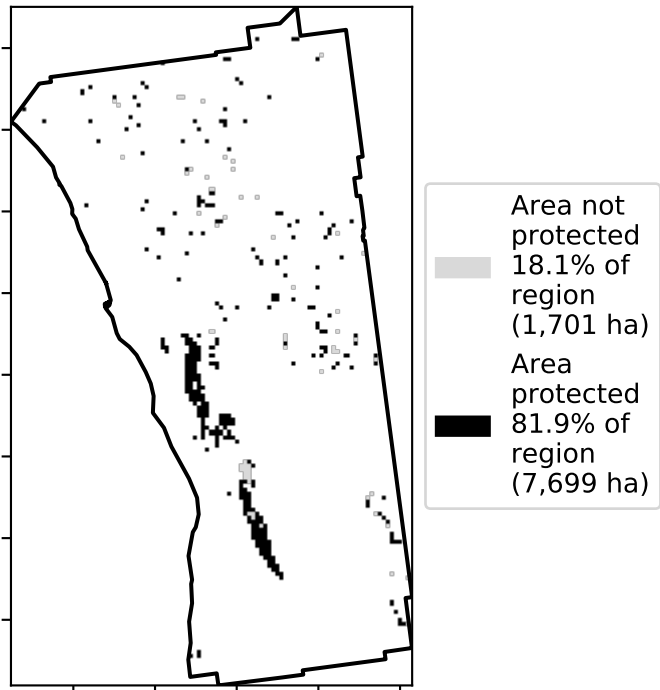 Area not
protected
18.1% of
region
(1,701 ha)
Area
protected
81.9% of
region
(7,699 ha)